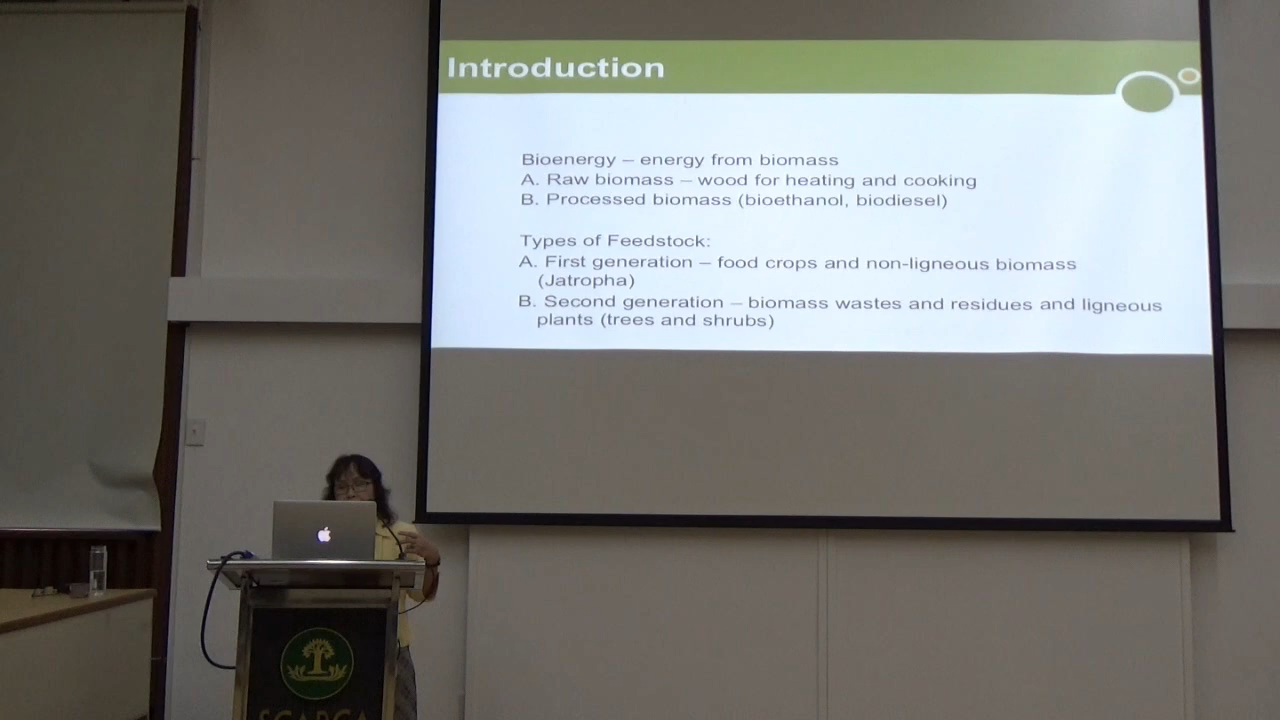 Introduction
Bioenergy – energy from biomass
A. Raw biomass – wood for heating and cooking
B. Processed biomass (bioethanol, biodiesel)
Types of Feedstock:
A. First generation – food crops and non-ligneous biomass
(Jatropha)
B. Second generation – biomass wastes and residues and ligneous
plants (trees and shrubs)